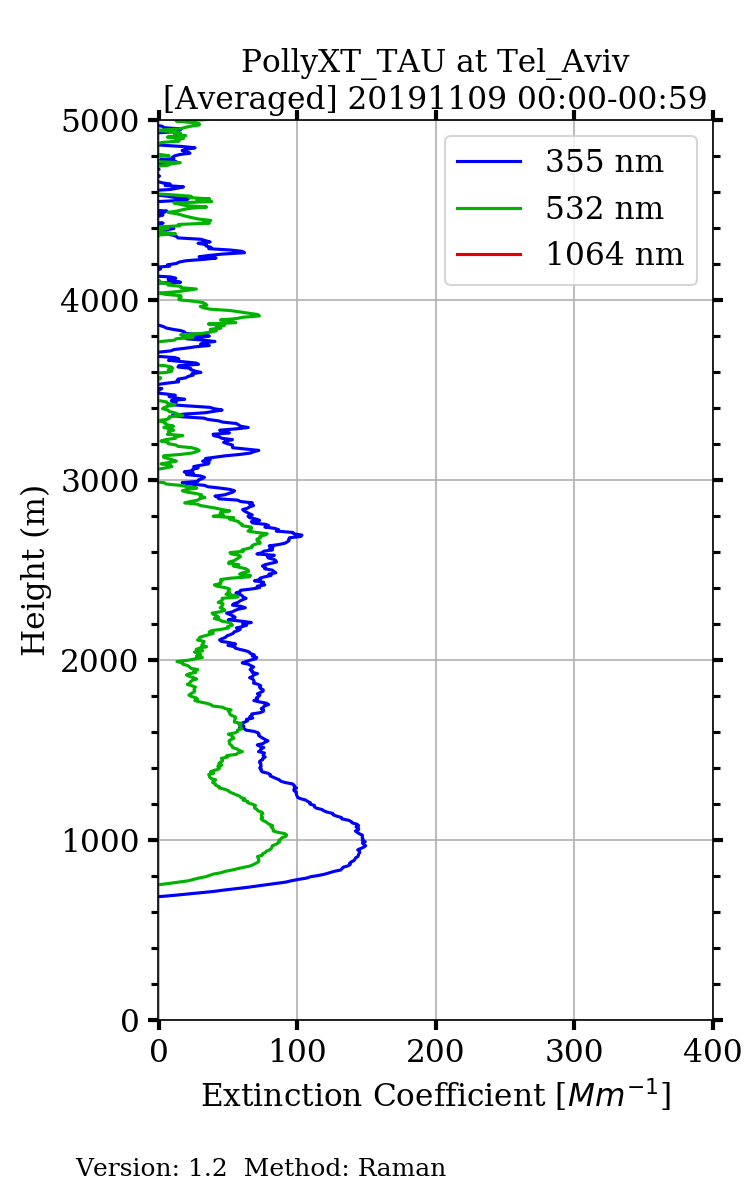 PollyXT_TAU at Tel_Aviv
[Averaged] 20191109 00:00-00:59
355 nm
532 nm
1064 nm
5000
4000
3000
2000
1000
0
Height (m)
0 100 200 300 400
Extinction Coefficient [Mm⁻¹]
Version: 1.2 Method: Raman